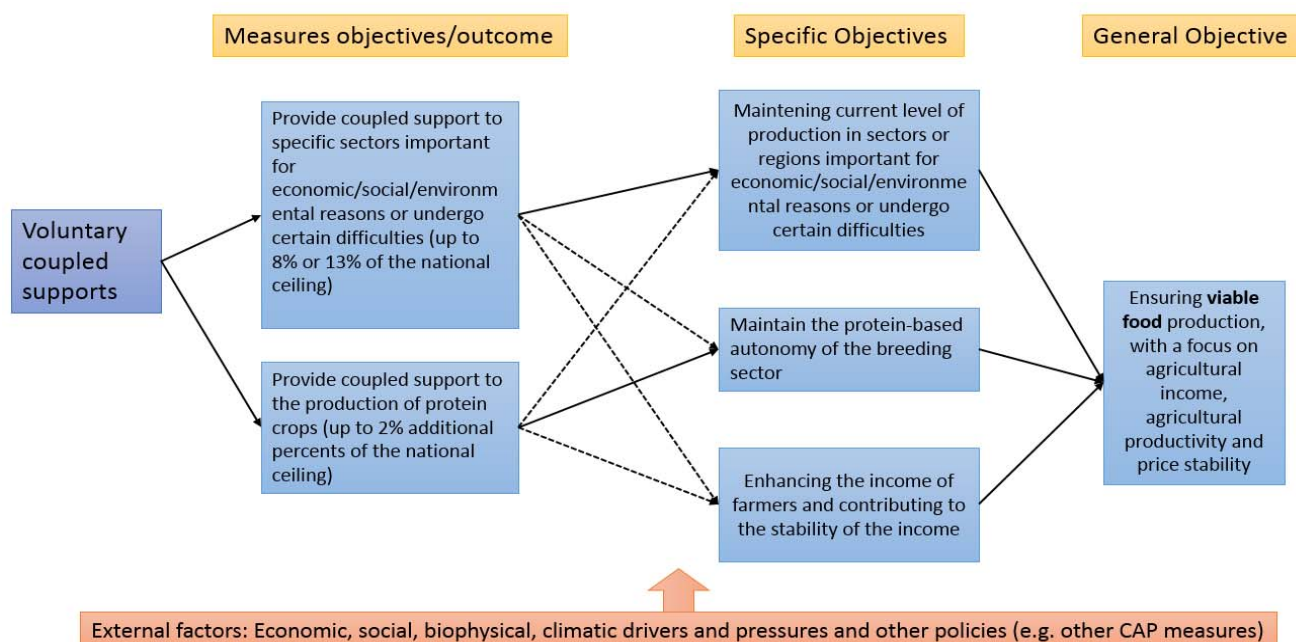 Measures objectives/outcome
Specific Objectives
General Objective
Voluntary
coupled
supports
Provide coupled support to
specific sectors important
for
economic/social/environm
ental reasons or undergo
certain difficulties (up to
8% or 13% of the national
ceiling)
Provide coupled support to
the production of protein
crops (up to 2% additional
percents of the national
ceiling)
Maintening current level of
production in sectors or
regions important for
economic/social/environme
ntal reasons or undergo
certain difficulties
Maintain the protein-based
autonomy of the breeding
sector
Enhancing the income of
farmers and contributing to
the stability of the income
Ensuring viable
food production,
with a focus on
agricultural
income,
agricultural
productivity and
price stability
External factors: Economic, social, biophysical, climatic drivers and pressures and other policies (e.g. other CAP measures)